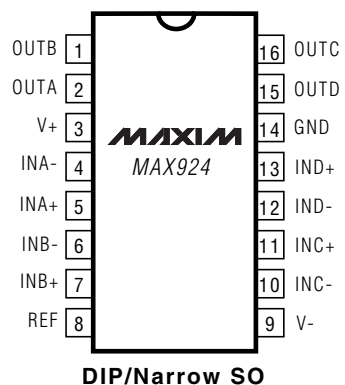 OUTB 1 16 OUTC
OUTA 2 15 OUTD
V+ 3 14 GND
MAXIM
INA- 4 MAX924 13 IND+
INA+ 5 12 IND-
INB- 6 11 INC+
INB+ 7 10 INC-
REF 8 9 V-
DIP/Narrow SO